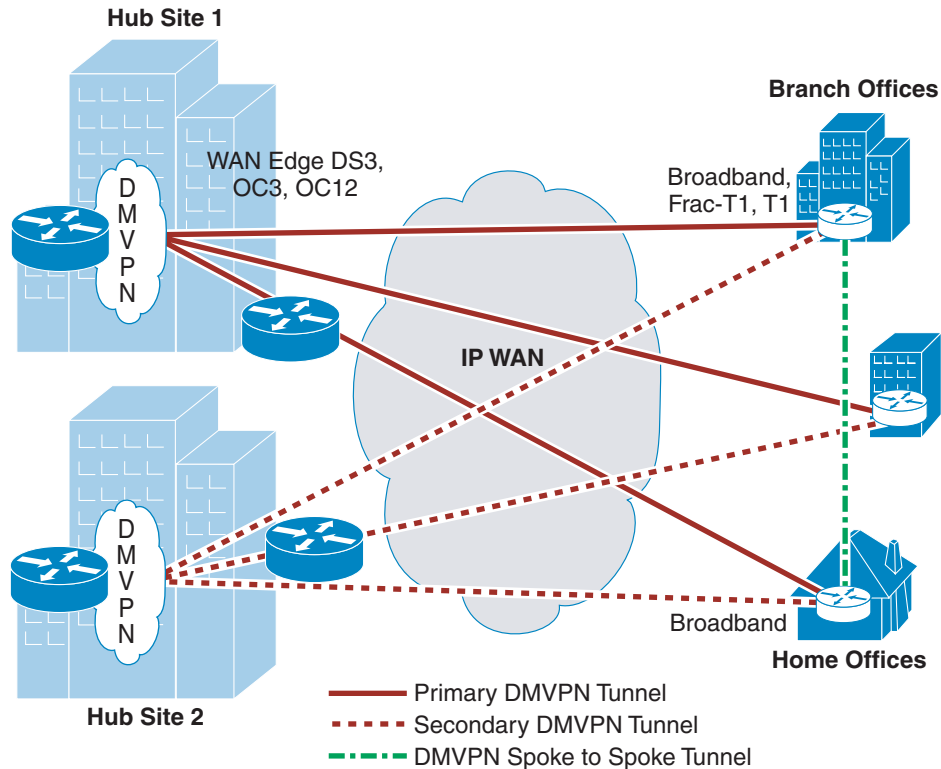 Hub Site 1
Branch Offices
WAN Edge DS3,
OC3, OC12
Broadband,
Frac-T1, T1
D
M
V
P
N
IP WAN
D
M
V
P
N
Broadband
Home Offices
Hub Site 2
Primary DMVPN Tunnel
Secondary DMVPN Tunnel
DMVPN Spoke to Spoke Tunnel